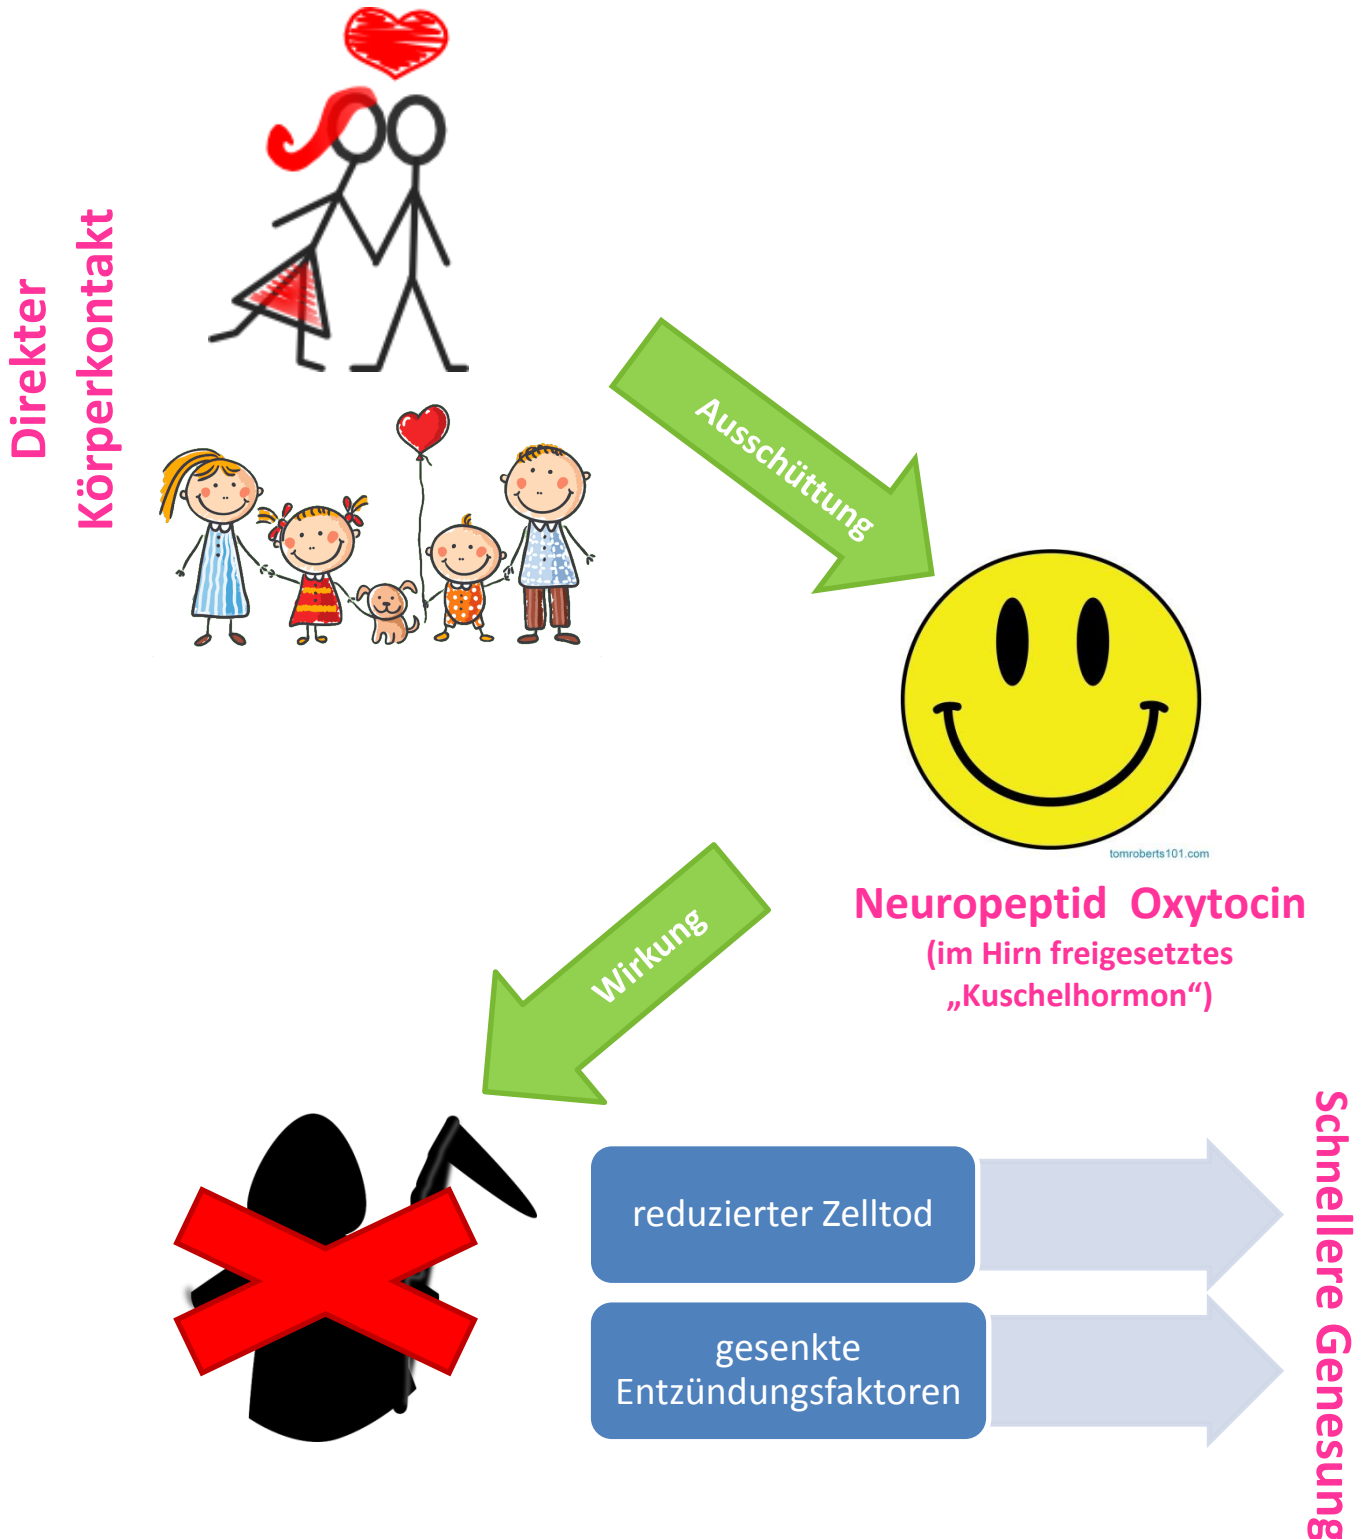 Direkter
Körperkontakt
Ausschüttung
tomroberts101.com
Neuropeptid Oxytocin
(im Hirn freigesetztes
„Kuschelhormon“)
Wirkung
reduzierter Zelltod
gesenkte
Entzündungsfaktoren
Schnellere Genesung